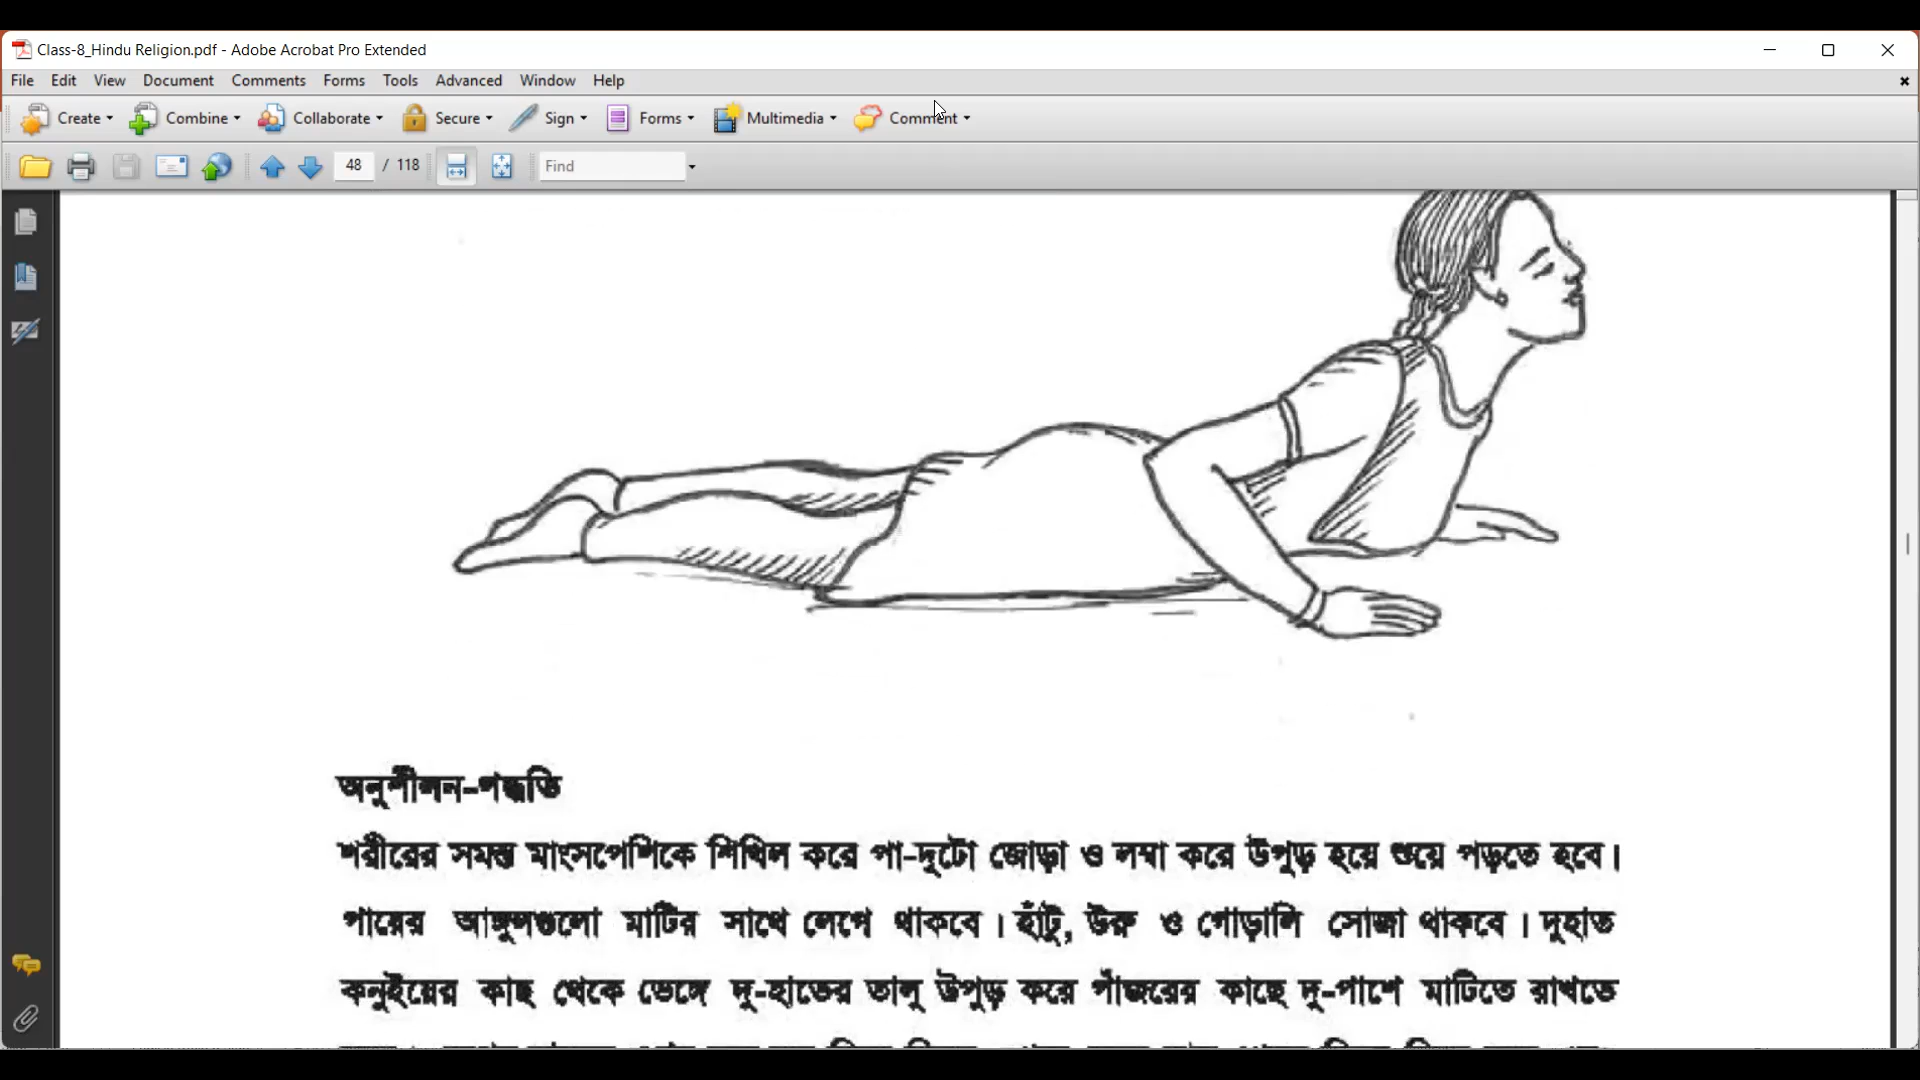 Class-8_Hindu Religion.pdf - Adobe Acrobat Pro Extended
File Edit View Document Comments Forms Tools Advanced Window Help
Create Combine Collaborate Secure Sign Forms Multimedia Comment
48 / 118 Find
অনুশীলন-পদ্ধতি
শরীরের সমস্ত মাংসপেশিকে শিথিল করে পা-দুটো জোড়া ও লম্বা করে উপুড় হয়ে শুয়ে পড়তে হবে।
পায়ের আঙ্গুলগুলো মাটির সাথে লেগে থাকবে। হাঁটু, উরু ও গোড়ালি সোজা থাকবে। দুহাত
কনুইয়ের কাছ থেকে ভেঙ্গে দু-হাতের তালু উপুড় করে পাঁজরের কাছে দু-পাশে মাটিতে রাখতে